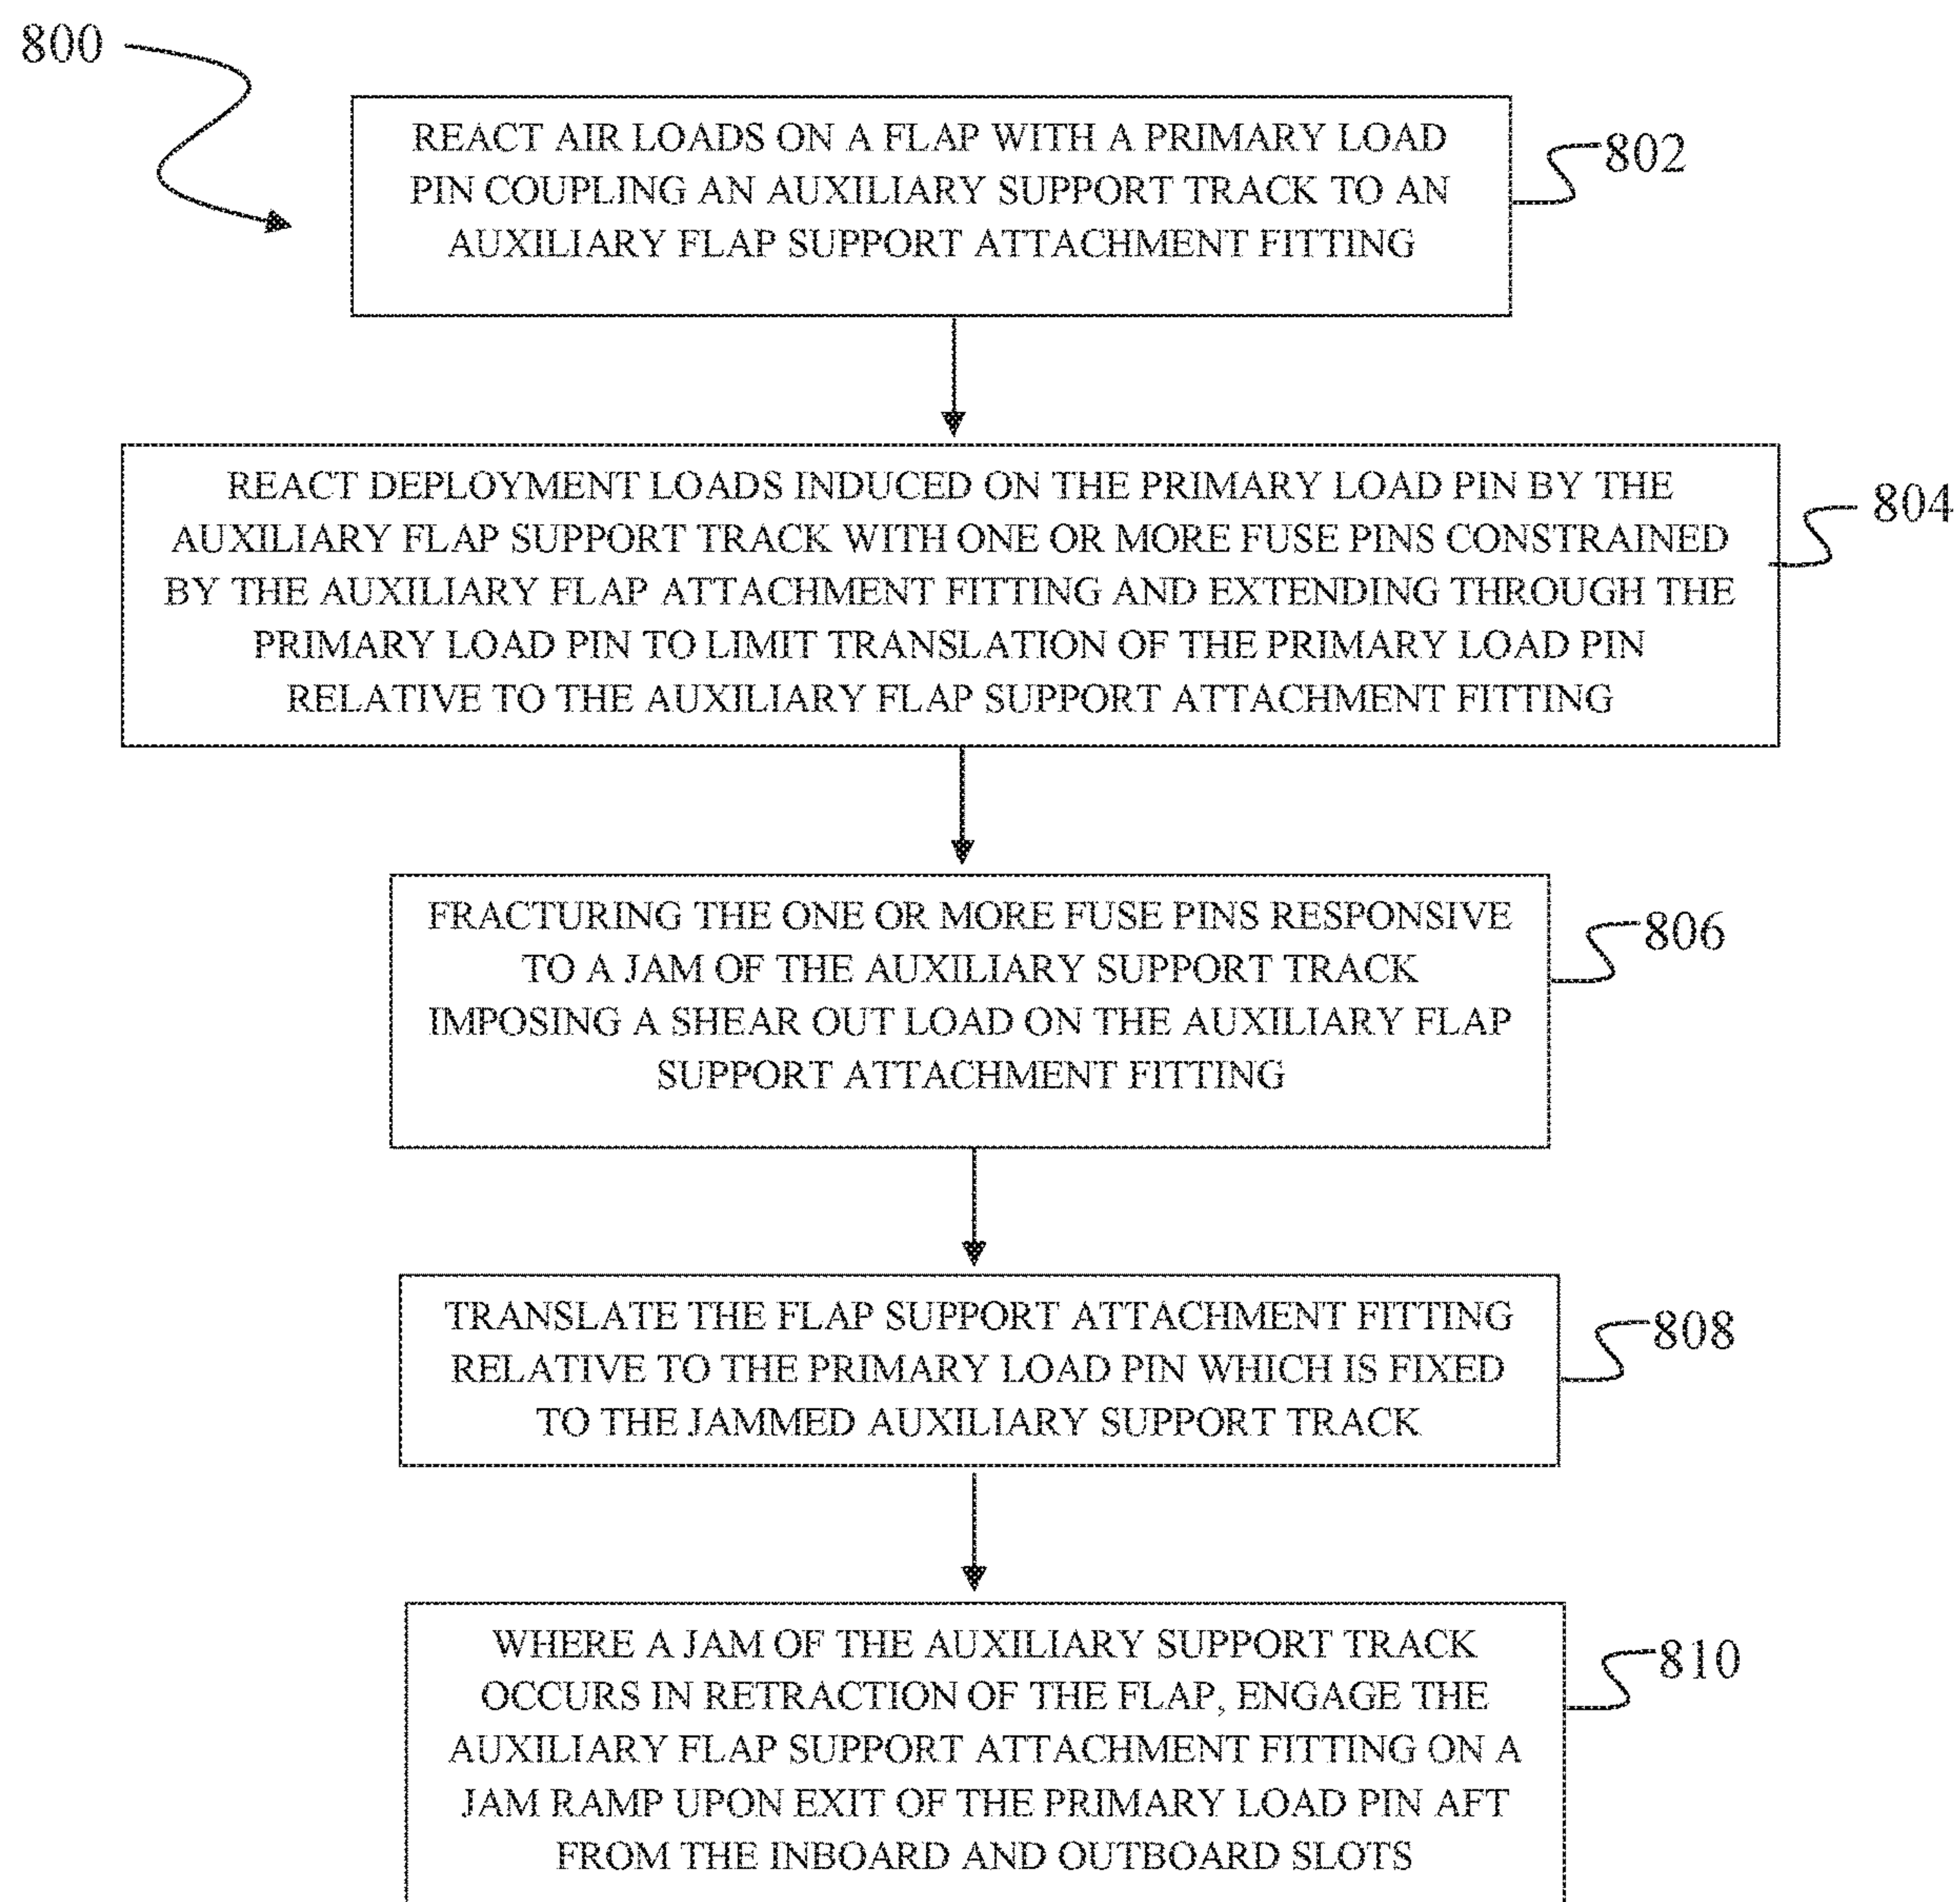 800
REACT AIR LOADS ON A FLAP WITH A PRIMARY LOAD
PIN COUPLING AN AUXILIARY SUPPORT TRACK TO AN
AUXILIARY FLAP SUPPORT ATTACHMENT FITTING
802
REACT DEPLOYMENT LOADS INDUCED ON THE PRIMARY LOAD PIN BY THE
AUXILIARY FLAP SUPPORT TRACK WITH ONE OR MORE FUSE PINS CONSTRAINED
BY THE AUXILIARY FLAP ATTACHMENT FITTING AND EXTENDING THROUGH THE
PRIMARY LOAD PIN TO LIMIT TRANSLATION OF THE PRIMARY LOAD PIN
RELATIVE TO THE AUXILIARY FLAP SUPPORT ATTACHMENT FITTING
804
FRACTURING THE ONE OR MORE FUSE PINS RESPONSIVE
TO A JAM OF THE AUXILIARY SUPPORT TRACK
IMPOSING A SHEAR OUT LOAD ON THE AUXILIARY FLAP
SUPPORT ATTACHMENT FITTING
806
TRANSLATE THE FLAP SUPPORT ATTACHMENT FITTING
RELATIVE TO THE PRIMARY LOAD PIN WHICH IS FIXED
TO THE JAMMED AUXILIARY SUPPORT TRACK
808
WHERE A JAM OF THE AUXILIARY SUPPORT TRACK
OCCURS IN RETRACTION OF THE FLAP, ENGAGE THE
AUXILIARY FLAP SUPPORT ATTACHMENT FITTING ON A
JAM RAMP UPON EXIT OF THE PRIMARY LOAD PIN AFT
FROM THE INBOARD AND OUTBOARD SLOTS
810